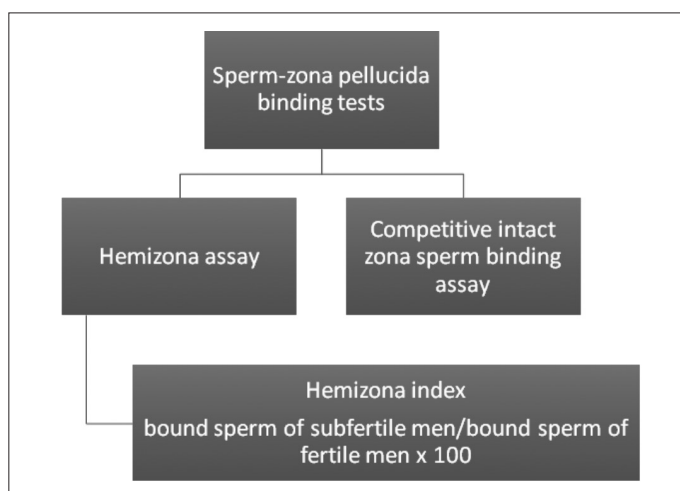 Sperm-zona pellucida
binding tests
Hemizona assay
Competitive intact
zona sperm binding
assay
Hemizona index
bound sperm of subfertile men/bound sperm of
fertile men x 100